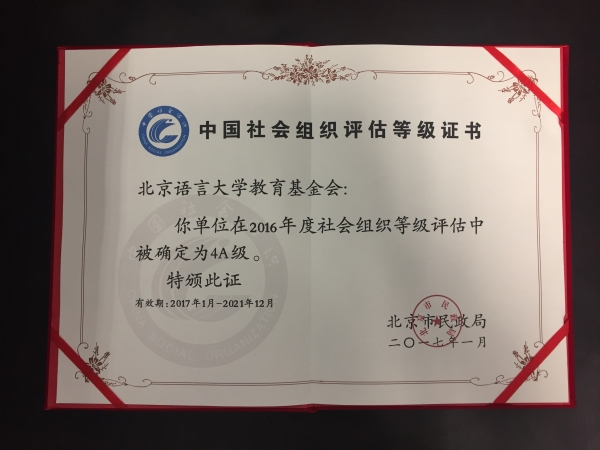 中国社会组织评估等级证书
北京语言大学教育基金会:
你单位在2016年度社会组织等级评估中
被确定为4A级。
特颁此证
有效期:2017年1月-2021年12月
北京市民政局
二〇一七年一月